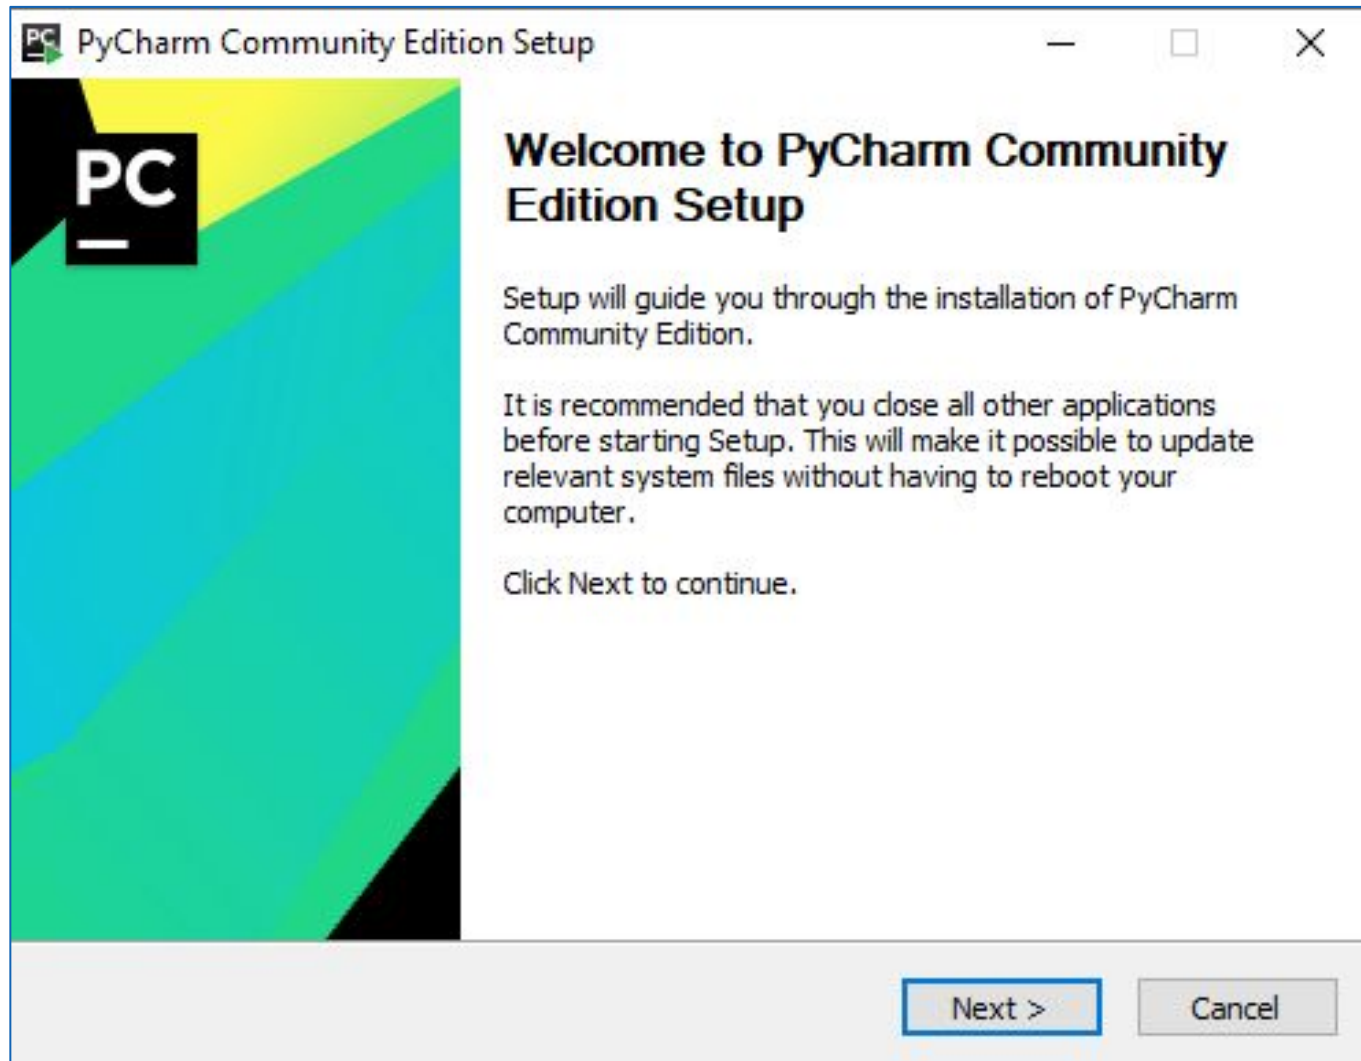 PyCharm Community Edition Setup
PC
Welcome to PyCharm Community
Edition Setup
Setup will guide you through the installation of PyCharm
Community Edition.
It is recommended that you close all other applications
before starting Setup. This will make it possible to update
relevant system files without having to reboot your
computer.
Click Next to continue.
Next >
Cancel